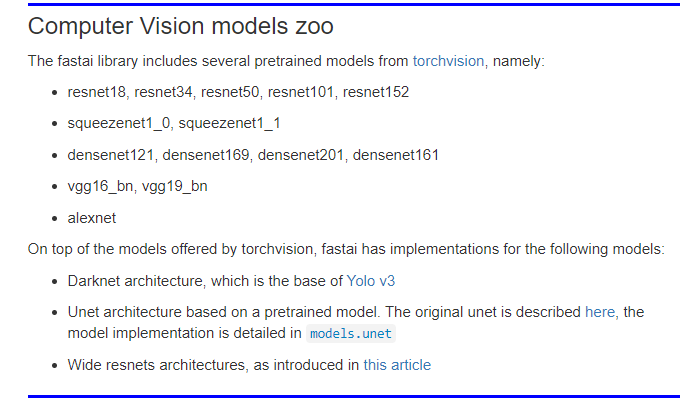 Computer Vision models zoo
The fastai library includes several pretrained models from torchvision, namely:
resnet18, resnet34, resnet50, resnet101, resnet152
squeezenet1_0, squeezenet1_1
densenet121, densenet169, densenet201, densenet161
vgg16_bn, vgg19_bn
alexnet
On top of the models offered by torchvision, fastai has implementations for the following models:
Darknet architecture, which is the base of Yolo v3
Unet architecture based on a pretrained model. The original unet is described here, the
model implementation is detailed in models.unet
Wide resnets architectures, as introduced in this article